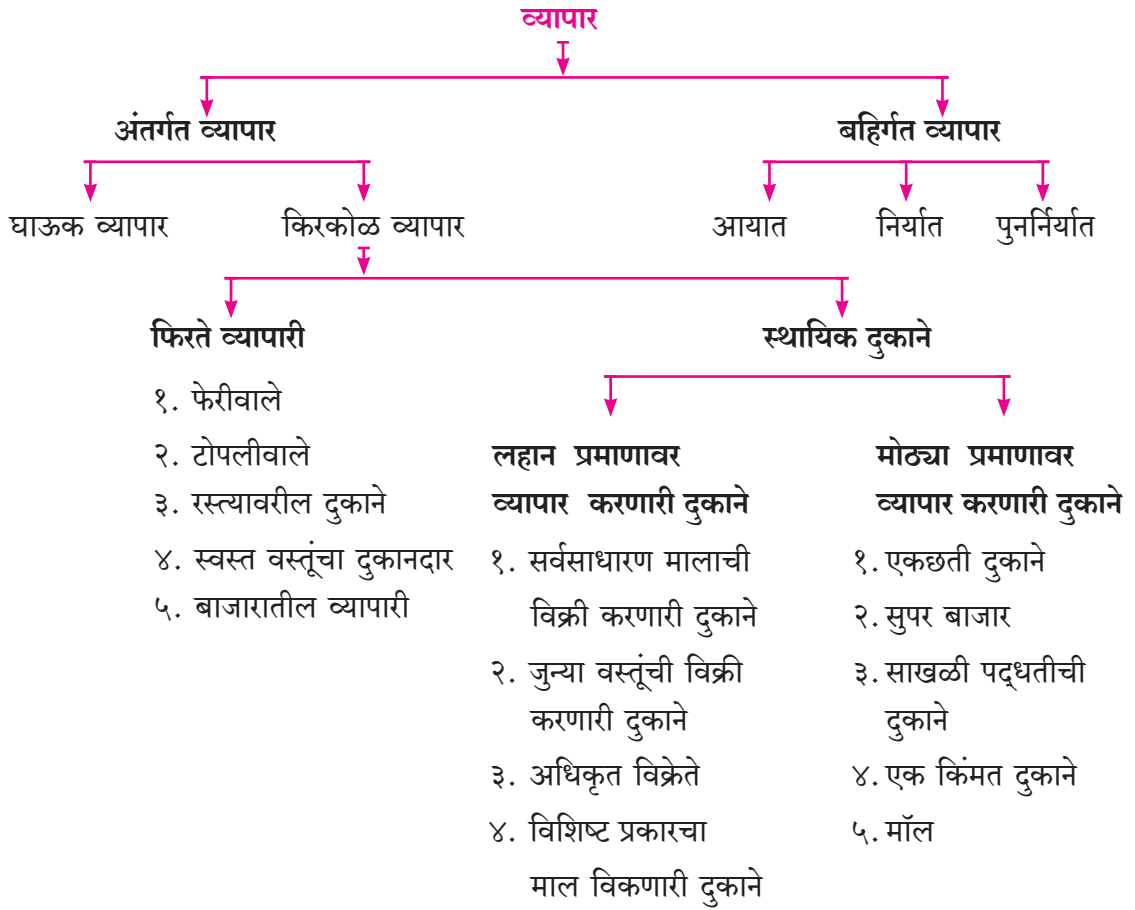 व्यापार
अंतर्गत व्यापार
बहिर्गत व्यापार
घाऊक व्यापार
किरकोळ व्यापार
आयात
निर्यात
पुनर्निर्यात
फिरते व्यापारी
१. फेरीवाले
२. टोपलीवाले
३. रस्त्यावरील दुकाने
४. स्वस्त वस्तूंचा दुकानदार
५. बाजारातील व्यापारी
स्थायिक दुकाने
लहान प्रमाणावर
व्यापार करणारी दुकाने
१. सर्वसाधारण मालाची
विक्री करणारी दुकाने
२. जुन्या वस्तूंची विक्री
करणारी दुकाने
३. अधिकृत विक्रेते
४. विशिष्ट प्रकारचा
माल विकणारी दुकाने
मोठ्या प्रमाणावर
व्यापार करणारी दुकाने
१. एकछती दुकाने
२. सुपर बाजार
३. साखळी पद्धतीची
दुकाने
४. एक किंमत दुकाने
५. मॉल